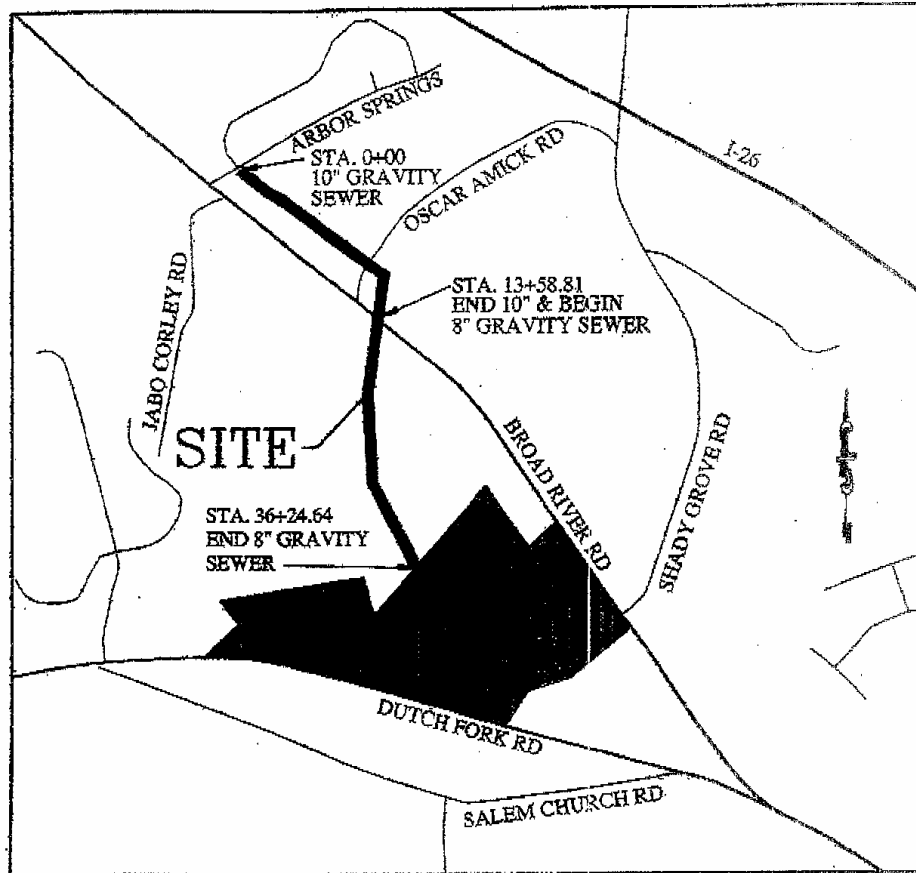 I-26
ARBOR SPRINGS
STA. 0+00
10" GRAVITY
SEWER
OSCAR AMICK RD
JABO CORLEY RD
STA. 13+58.81
END 10" & BEGIN
8" GRAVITY SEWER
SITE
BROAD RIVER RD
SHADY GROVE RD
STA. 36+24.64
END 8" GRAVITY
SEWER
DUTCH FORK RD
SALEM CHURCH RD